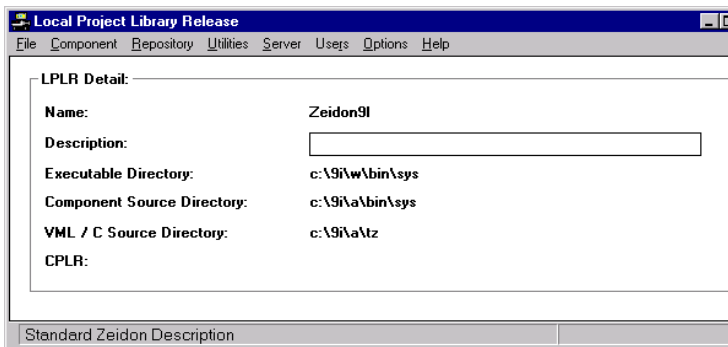 Local Project Library Release
File Component Repository Utilities Server Users Options Help
LPLR Detail:
Name: Zeidon9I
Description:
Executable Directory: c:\9i\w\bin\sys
Component Source Directory: c:\9i\a\bin\sys
VML / C Source Directory: c:\9i\a\tz
CPLR:
Standard Zeidon Description